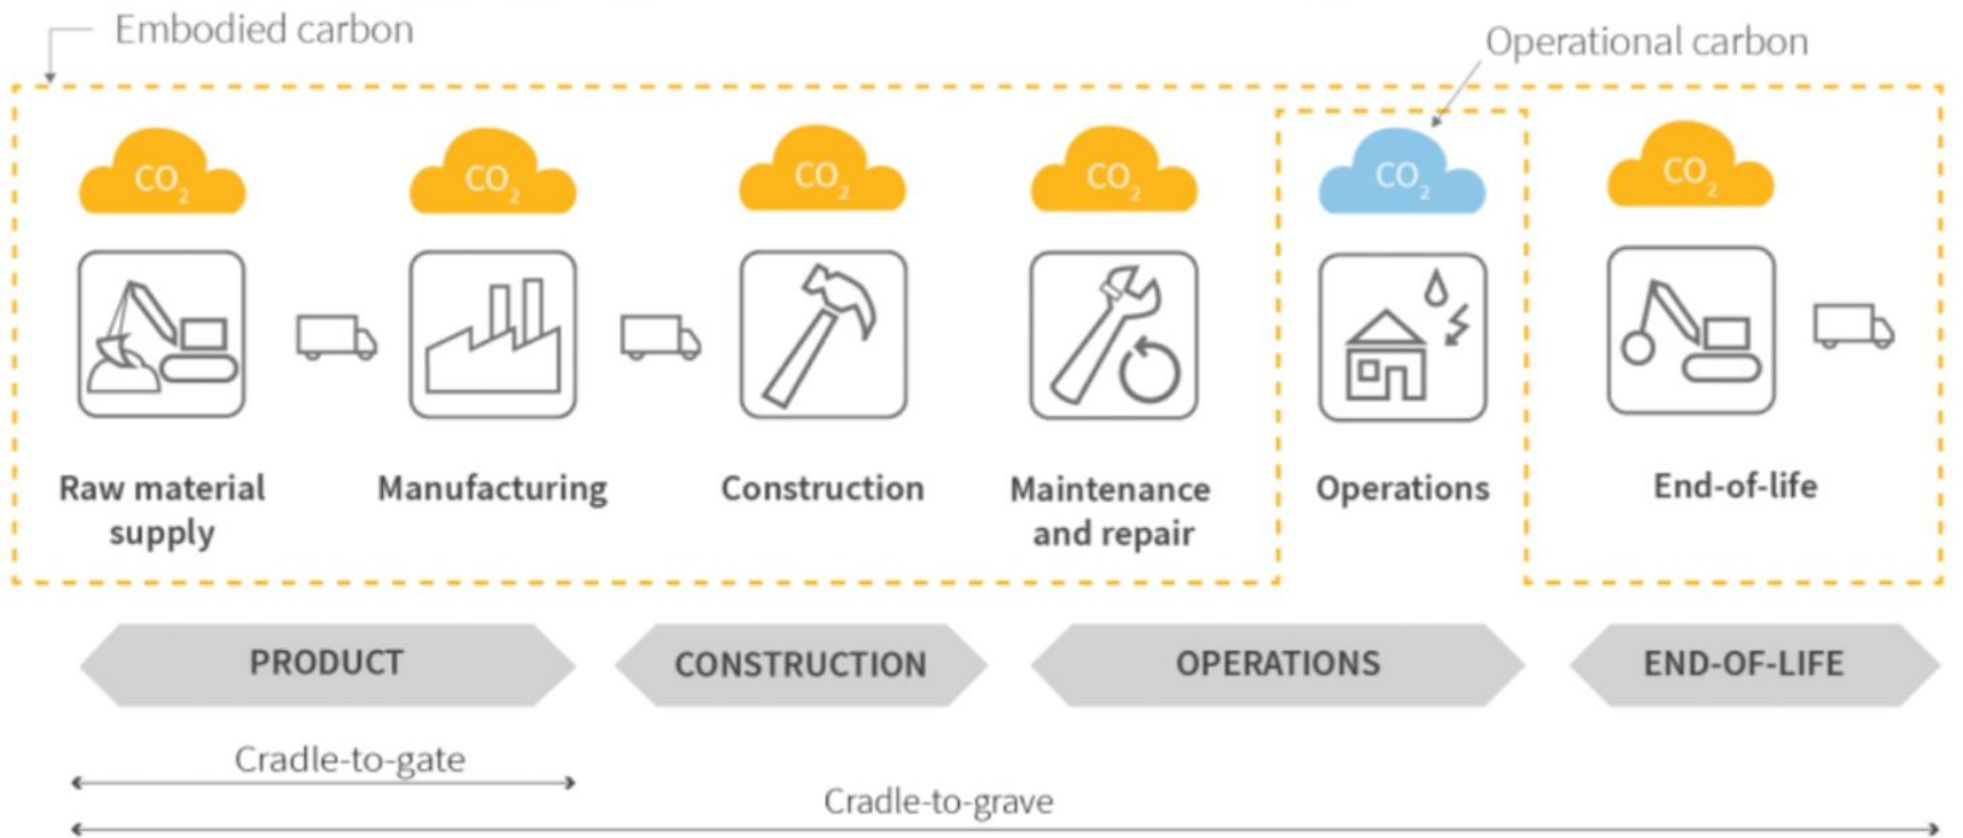 Embodied carbon
Operational carbon
CO₂
CO₂
CO₂
CO₂
CO₂
CO₂
Raw material
supply
Manufacturing
Construction
Maintenance
and repair
Operations
End-of-life
PRODUCT
CONSTRUCTION
OPERATIONS
END-OF-LIFE
Cradle-to-gate
Cradle-to-grave